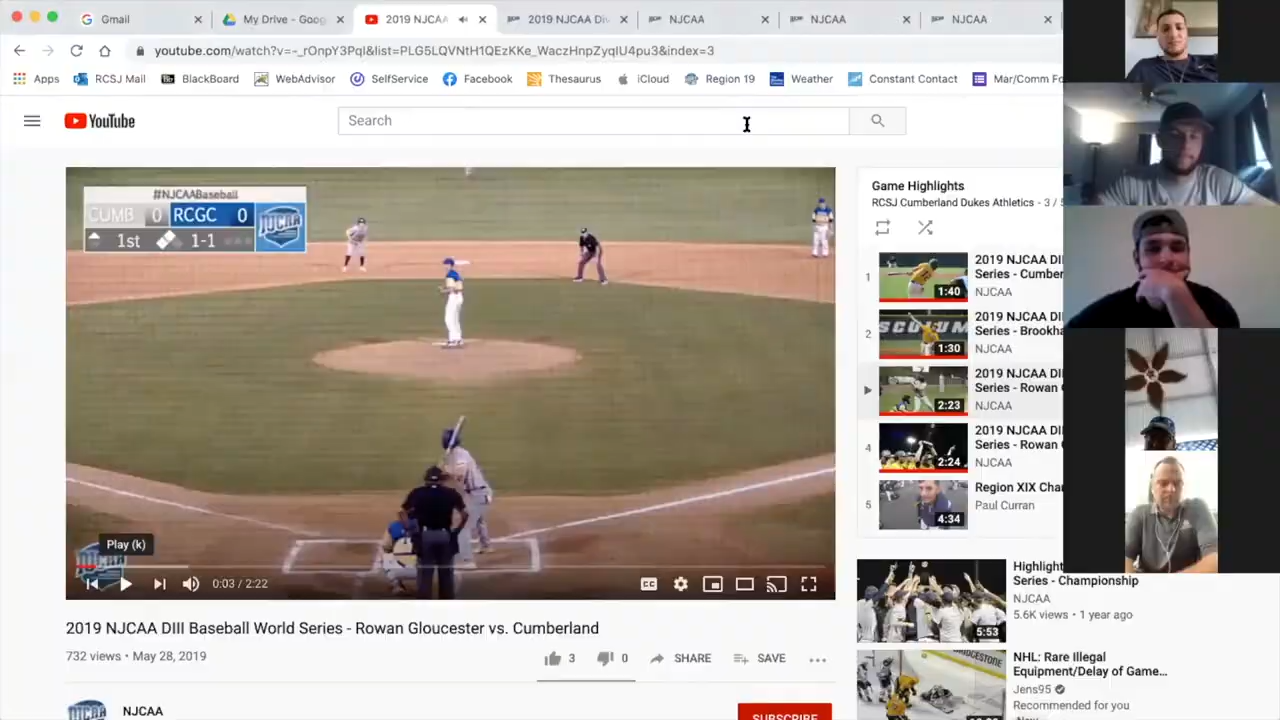 Gmail
My Drive - Goog
2019 NJCAA
2019 NJCAA Div
NJCAA
NJCAA
NJCAA
youtube.com/watch?v=-_rOnpY3PqI&list=PLG5LQVNtH1QEzKKe_WaczHnpZyqIU4pu3&index=3
Apps
RCSJ Mail
BlackBoard
WebAdvisor
SelfService
Facebook
Thesaurus
iCloud
Region 19
Weather
Constant Contact
Mar/Comm Fo
YouTube
Search
#NJCAABaseball
CUMB 0 RCGC 0
1st 1-1
NJCAA
Play (k)
0:03 / 2:22
CC
2019 NJCAA DIII Baseball World Series - Rowan Gloucester vs. Cumberland
732 views • May 28, 2019
3
0
SHARE
SAVE
NJCAA
SUBSCRIBE
Game Highlights
RCSJ Cumberland Dukes Athletics - 3 / 5
1
1:40
2019 NJCAA DI
Series - Cumber
NJCAA
2
1:30
2019 NJCAA DI
Series - Brookha
NJCAA
2:23
2019 NJCAA DI
Series - Rowan
NJCAA
4
2:24
2019 NJCAA DI
Series - Rowan
NJCAA
5
4:34
Region XIX Cha
Paul Curran
5:53
Highlight
Series - Championship
NJCAA
5.6K views • 1 year ago
NHL: Rare Illegal
Equipment/Delay of Game...
Jens95
Recommended for you